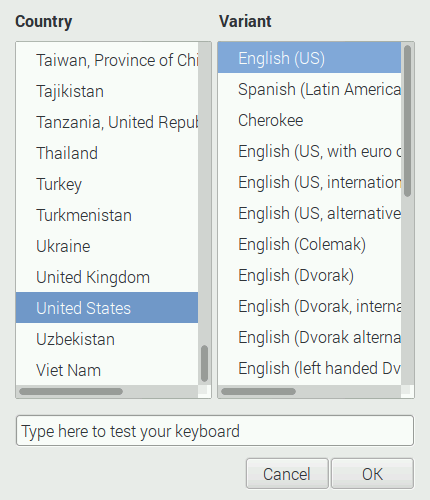 Country
Variant
Taiwan, Province of Chi
Tajikistan
Tanzania, United Repub
Thailand
Turkey
Turkmenistan
Ukraine
United Kingdom
United States
Uzbekistan
Viet Nam
English (US)
Spanish (Latin America
Cherokee
English (US, with euro
English (US, internation
English (US, alternative
English (Colemak)
English (Dvorak)
English (Dvorak, interna
English (Dvorak alterna
English (left handed Dv
Type here to test your keyboard
Cancel
OK